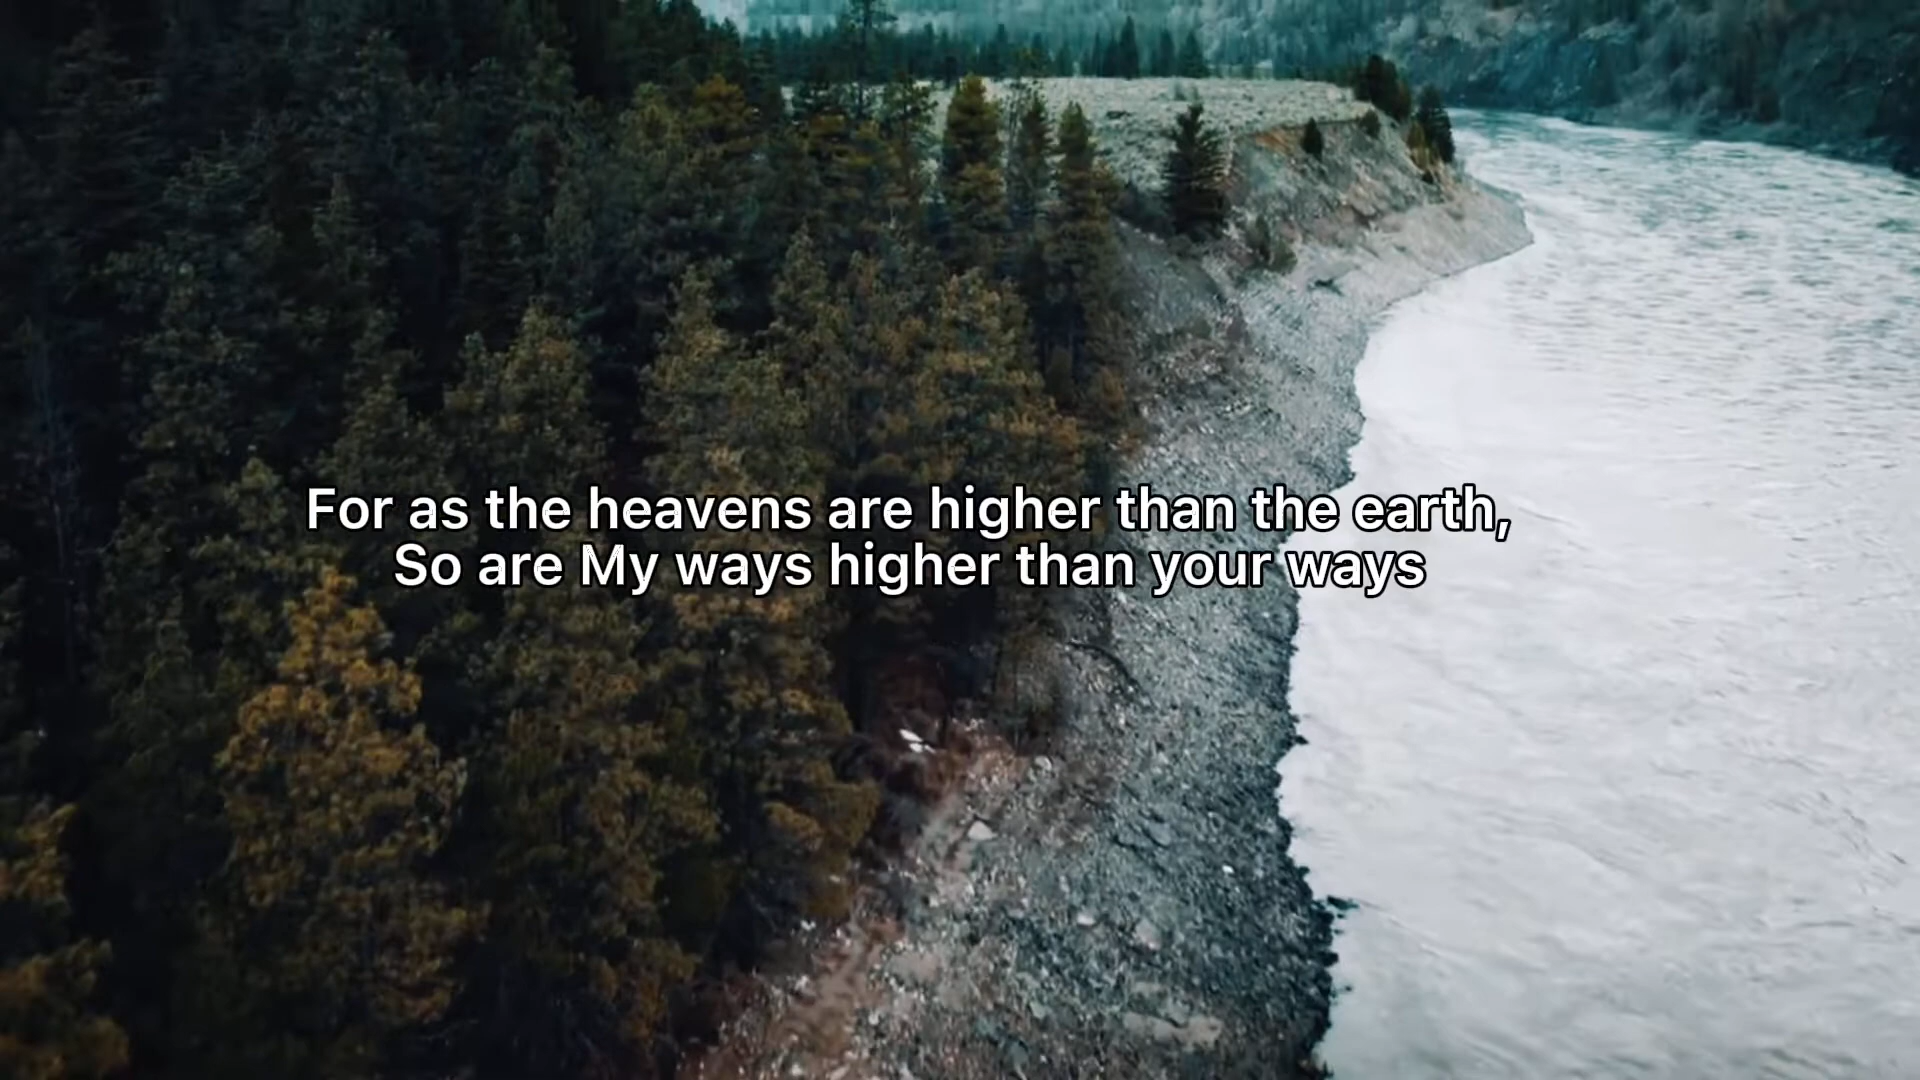 For as the heavens are higher than the earth,
So are My ways higher than your ways